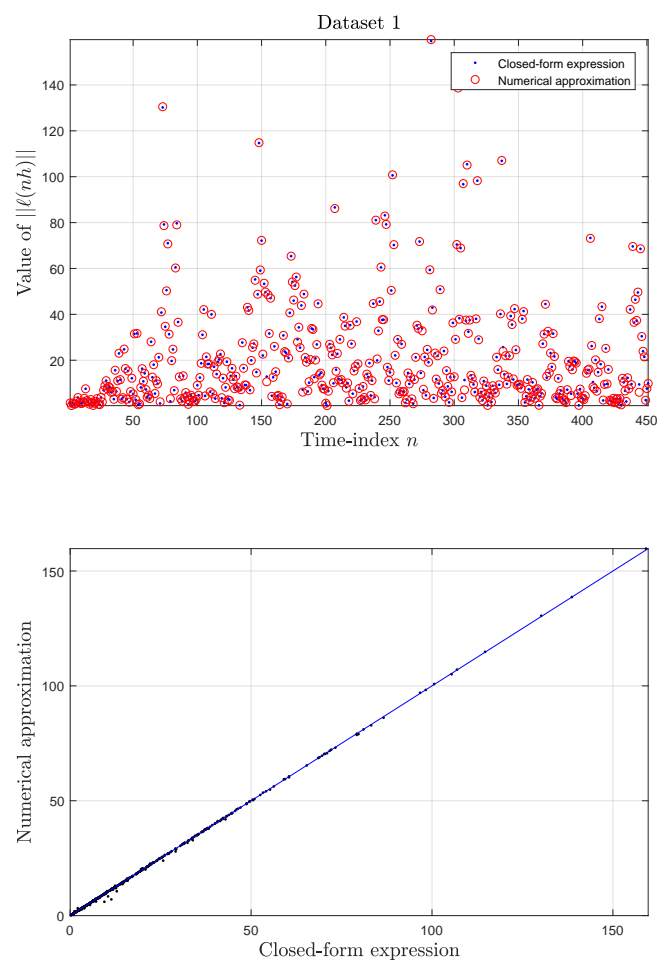 Dataset 1
Value of ||ℓ(nh)||
140
120
100
80
60
40
20
Closed-form expression
Numerical approximation
50 100 150 200 250 300 350 400 450
Time-index n
Numerical approximation
150
100
50
0
0 50 100 150
Closed-form expression